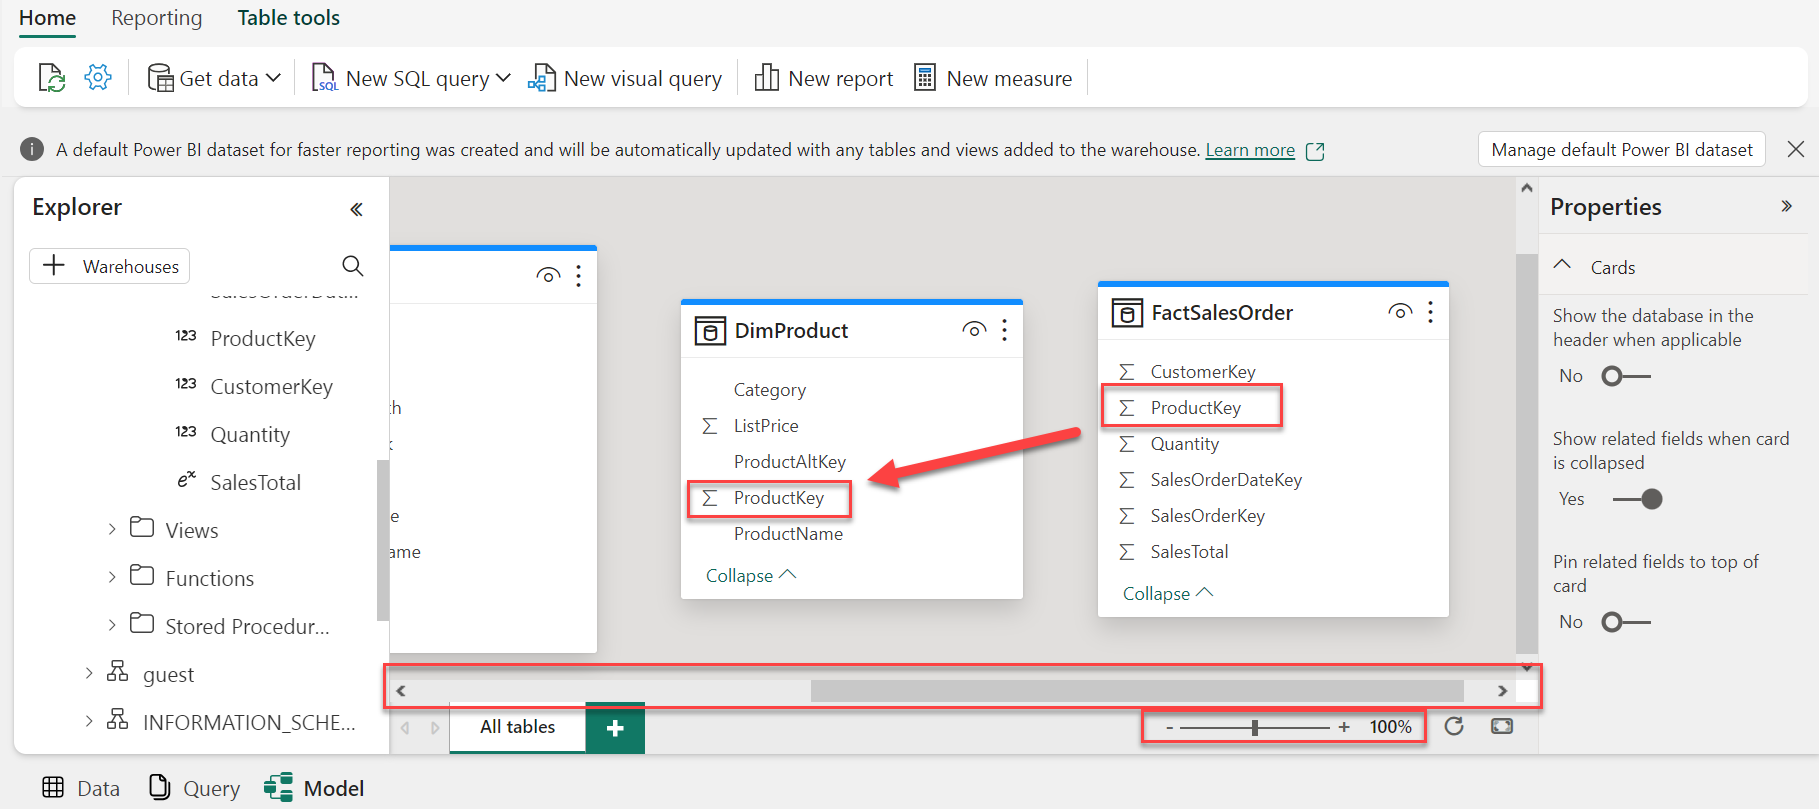 Home Reporting Table tools
Get data New SQL query New visual query New report New measure
A default Power BI dataset for faster reporting was created and will be automatically updated with any tables and views added to the warehouse. Learn more
Manage default Power BI dataset
Explorer
Warehouses
123 ProductKey
123 CustomerKey
123 Quantity
SalesTotal
Views
Functions
Stored Procedur...
guest
INFORMATION_SCHE...
DimProduct
Category
ListPrice
ProductAltKey
ProductKey
ProductName
Collapse
FactSalesOrder
CustomerKey
ProductKey
Quantity
SalesOrderDateKey
SalesOrderKey
SalesTotal
Collapse
All tables
- + 100%
Properties
Cards
Show the database in the
header when applicable
No
Show related fields when card
is collapsed
Yes
Pin related fields to top of
card
No
Data Query Model